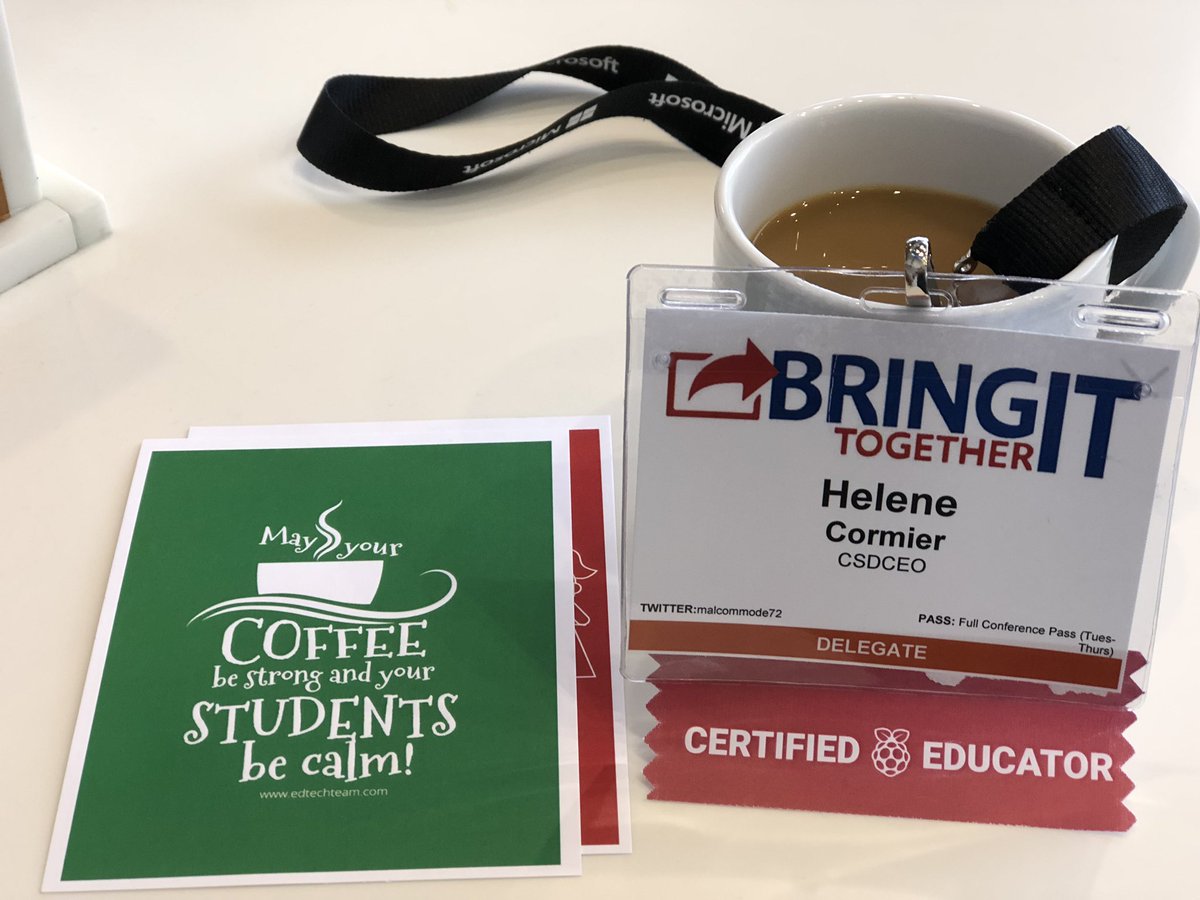 rosoft
Microsoft
Microsoft
May your
COFFEE
be strong and your
STUDENTS
be calm!
www.edtechteam.com
BRINGIT
TOGETHER
Helene
Cormier
CSDCEO
TWITTER:malcommode72
PASS: Full Conference Pass (Tues-
Thurs)
DELEGATE
CERTIFIED EDUCATOR